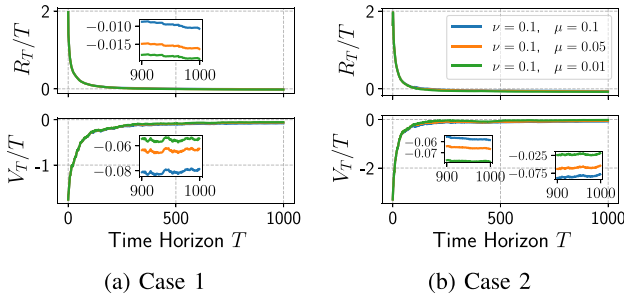 2
0
R_T/T
−0.010
−0.015
900 1000
0
-1
V_T/T
−0.06
−0.08
900 1000
0 500 1000
Time Horizon T
(a) Case 1
2
0
R_T/T
ν = 0.1, μ = 0.1
ν = 0.1, μ = 0.05
ν = 0.1, μ = 0.01
0
-2
V_T/T
−0.06
−0.07
900 1000
−0.025
−0.075
900 1000
0 500 1000
Time Horizon T
(b) Case 2